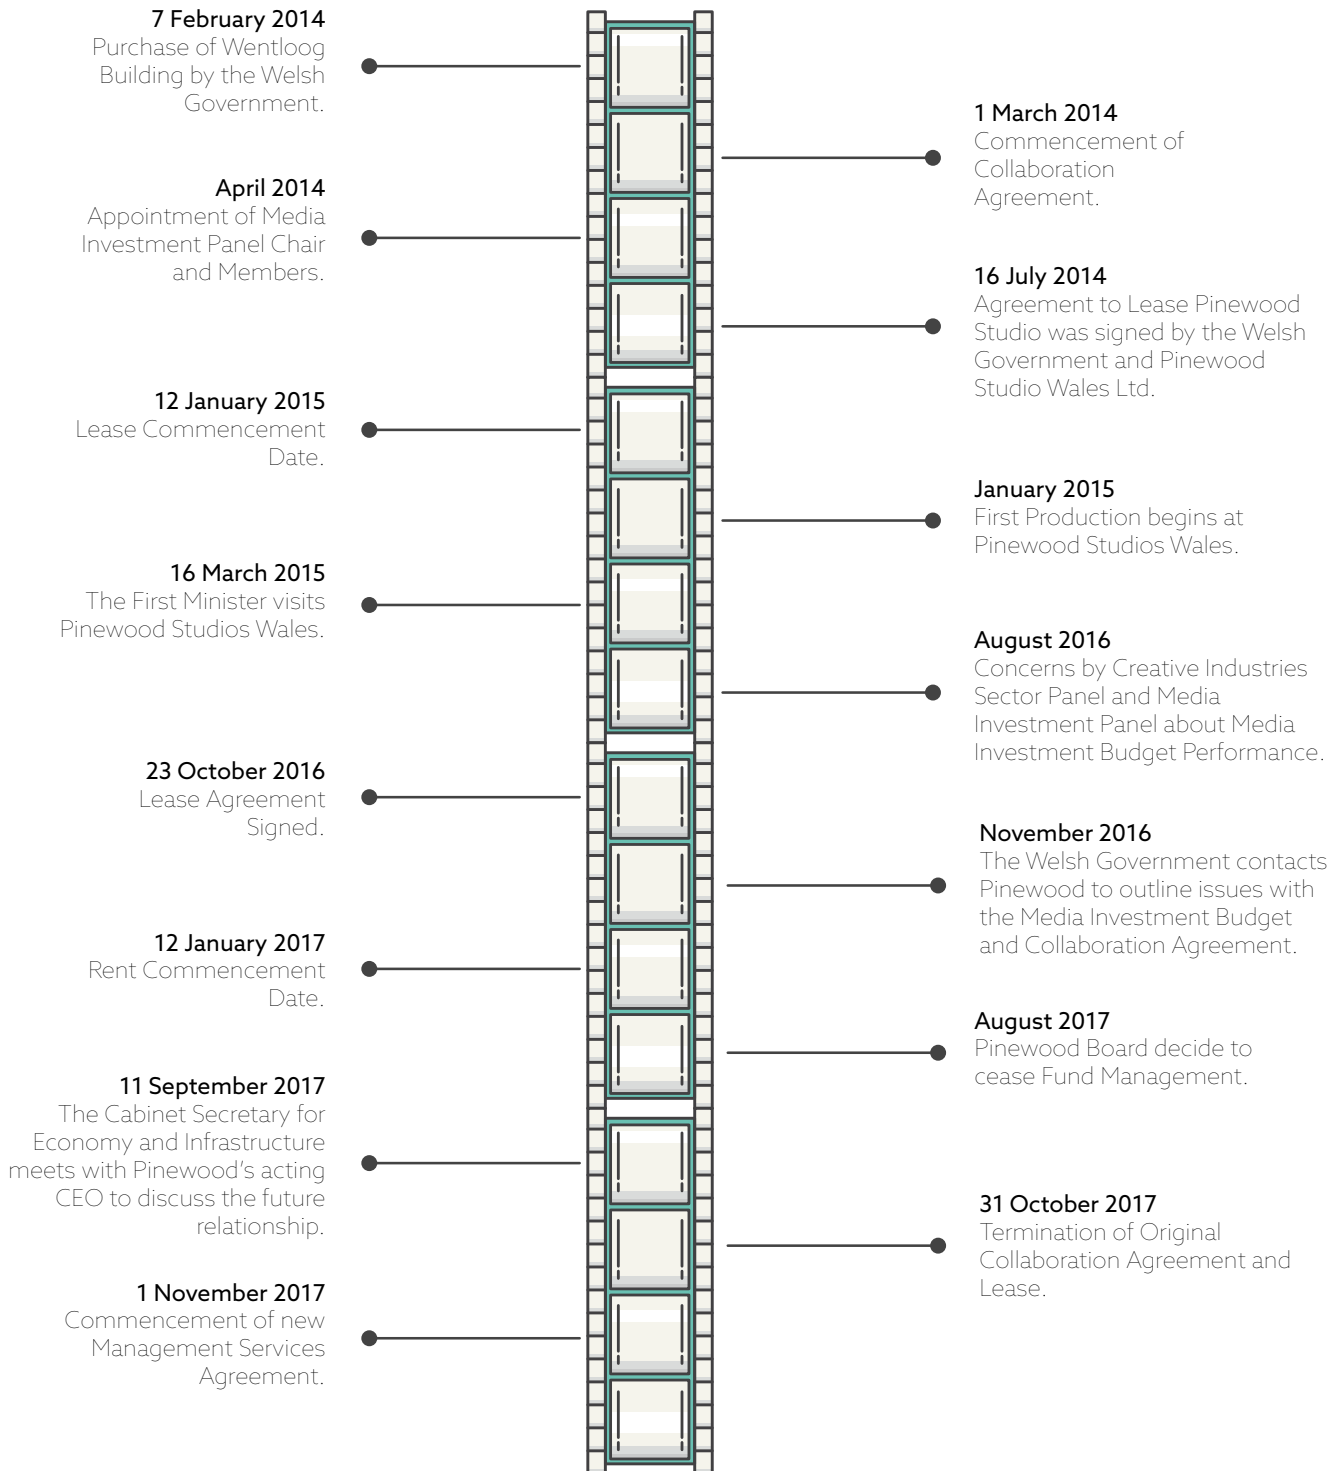 7 February 2014
Purchase of Wentloog
Building by the Welsh
Government.
1 March 2014
Commencement of
Collaboration
Agreement.
April 2014
Appointment of Media
Investment Panel Chair
and Members.
16 July 2014
Agreement to Lease Pinewood
Studio was signed by the Welsh
Government and Pinewood
Studio Wales Ltd.
12 January 2015
Lease Commencement
Date.
January 2015
First Production begins at
Pinewood Studios Wales.
16 March 2015
The First Minister visits
Pinewood Studios Wales.
August 2016
Concerns by Creative Industries
Sector Panel and Media
Investment Panel about Media
Investment Budget Performance.
23 October 2016
Lease Agreement
Signed.
November 2016
The Welsh Government contacts
Pinewood to outline issues with
the Media Investment Budget
and Collaboration Agreement.
12 January 2017
Rent Commencement
Date.
August 2017
Pinewood Board decide to
cease Fund Management.
11 September 2017
The Cabinet Secretary for
Economy and Infrastructure
meets with Pinewood's acting
CEO to discuss the future
relationship.
31 October 2017
Termination of Original
Collaboration Agreement and
Lease.
1 November 2017
Commencement of new
Management Services
Agreement.